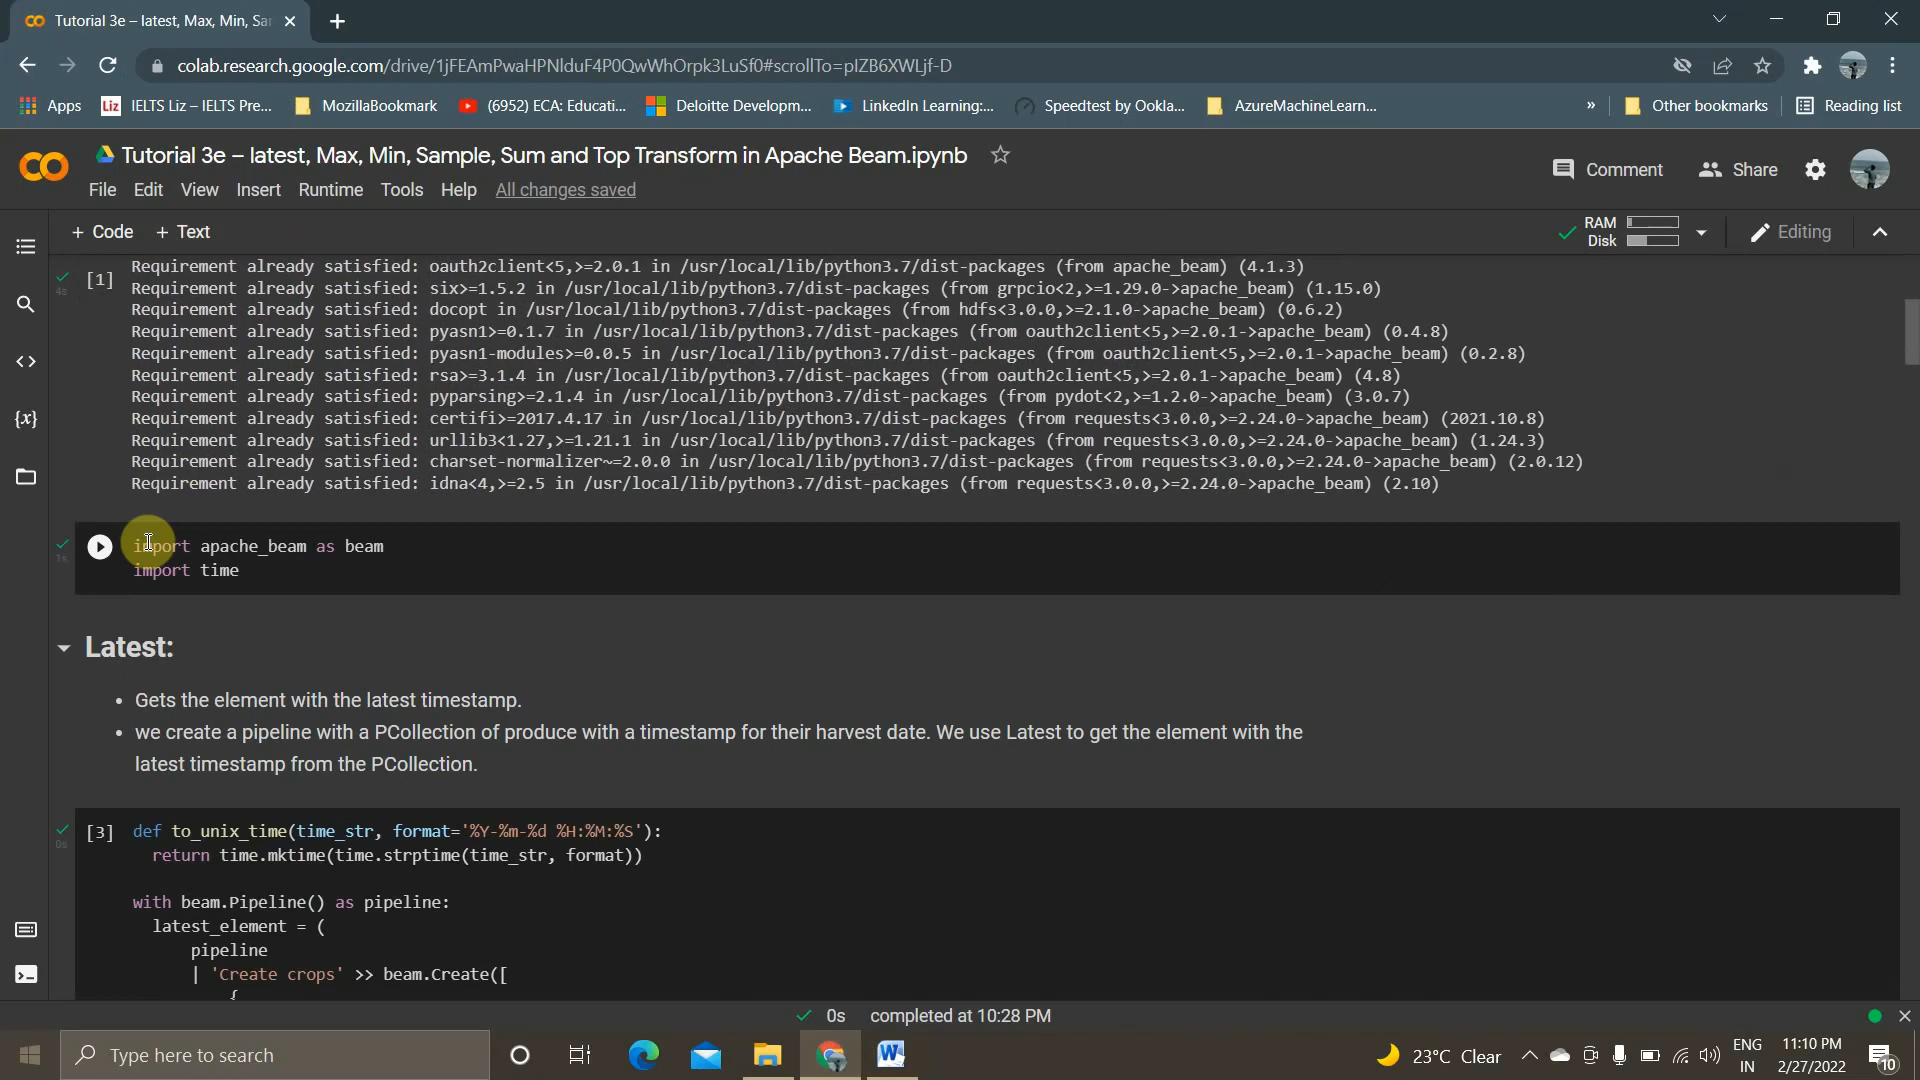 Tutorial 3e – latest, Max, Min, Sa
colab.research.google.com/drive/1jFEAmPwaHPNlduF4P0QwWhOrpk3LuSf0#scrollTo=pIZB6XWLjf-D
Apps
Liz
IELTS Liz – IELTS Pre...
MozillaBookmark
(6952) ECA: Educati...
Deloitte Developm...
LinkedIn Learning:...
Speedtest by Ookla...
AzureMachineLearn...
»
Other bookmarks
Reading list
Tutorial 3e – latest, Max, Min, Sample, Sum and Top Transform in Apache Beam.ipynb
Comment
Share
File Edit View Insert Runtime Tools Help All changes saved
+ Code + Text
RAM
Disk
Editing
[1]
4s
Requirement already satisfied: oauth2client<5,>=2.0.1 in /usr/local/lib/python3.7/dist-packages (from apache_beam) (4.1.3)
Requirement already satisfied: six>=1.5.2 in /usr/local/lib/python3.7/dist-packages (from grpcio<2,>=1.29.0->apache_beam) (1.15.0)
Requirement already satisfied: docopt in /usr/local/lib/python3.7/dist-packages (from hdfs<3.0.0,>=2.1.0->apache_beam) (0.6.2)
Requirement already satisfied: pyasn1>=0.1.7 in /usr/local/lib/python3.7/dist-packages (from oauth2client<5,>=2.0.1->apache_beam) (0.4.8)
Requirement already satisfied: pyasn1-modules>=0.0.5 in /usr/local/lib/python3.7/dist-packages (from oauth2client<5,>=2.0.1->apache_beam) (0.2.8)
Requirement already satisfied: rsa>=3.1.4 in /usr/local/lib/python3.7/dist-packages (from oauth2client<5,>=2.0.1->apache_beam) (4.8)
Requirement already satisfied: pyparsing>=2.1.4 in /usr/local/lib/python3.7/dist-packages (from pydot<2,>=1.2.0->apache_beam) (3.0.7)
Requirement already satisfied: certifi>=2017.4.17 in /usr/local/lib/python3.7/dist-packages (from requests<3.0.0,>=2.24.0->apache_beam) (2021.10.8)
Requirement already satisfied: urllib3<1.27,>=1.21.1 in /usr/local/lib/python3.7/dist-packages (from requests<3.0.0,>=2.24.0->apache_beam) (1.24.3)
Requirement already satisfied: charset-normalizer~=2.0.0 in /usr/local/lib/python3.7/dist-packages (from requests<3.0.0,>=2.24.0->apache_beam) (2.0.12)
Requirement already satisfied: idna<4,>=2.5 in /usr/local/lib/python3.7/dist-packages (from requests<3.0.0,>=2.24.0->apache_beam) (2.10)
1s
import apache_beam as beam
import time
Latest:
• Gets the element with the latest timestamp.
• we create a pipeline with a PCollection of produce with a timestamp for their harvest date. We use Latest to get the element with the
latest timestamp from the PCollection.
[3]
0s
def to_unix_time(time_str, format='%Y-%m-%d %H:%M:%S'):
return time.mktime(time.strptime(time_str, format))
with beam.Pipeline() as pipeline:
latest_element = (
pipeline
| 'Create crops' >> beam.Create([
{
0s completed at 10:28 PM
Type here to search
23°C Clear
ENG
IN
11:10 PM
2/27/2022
10